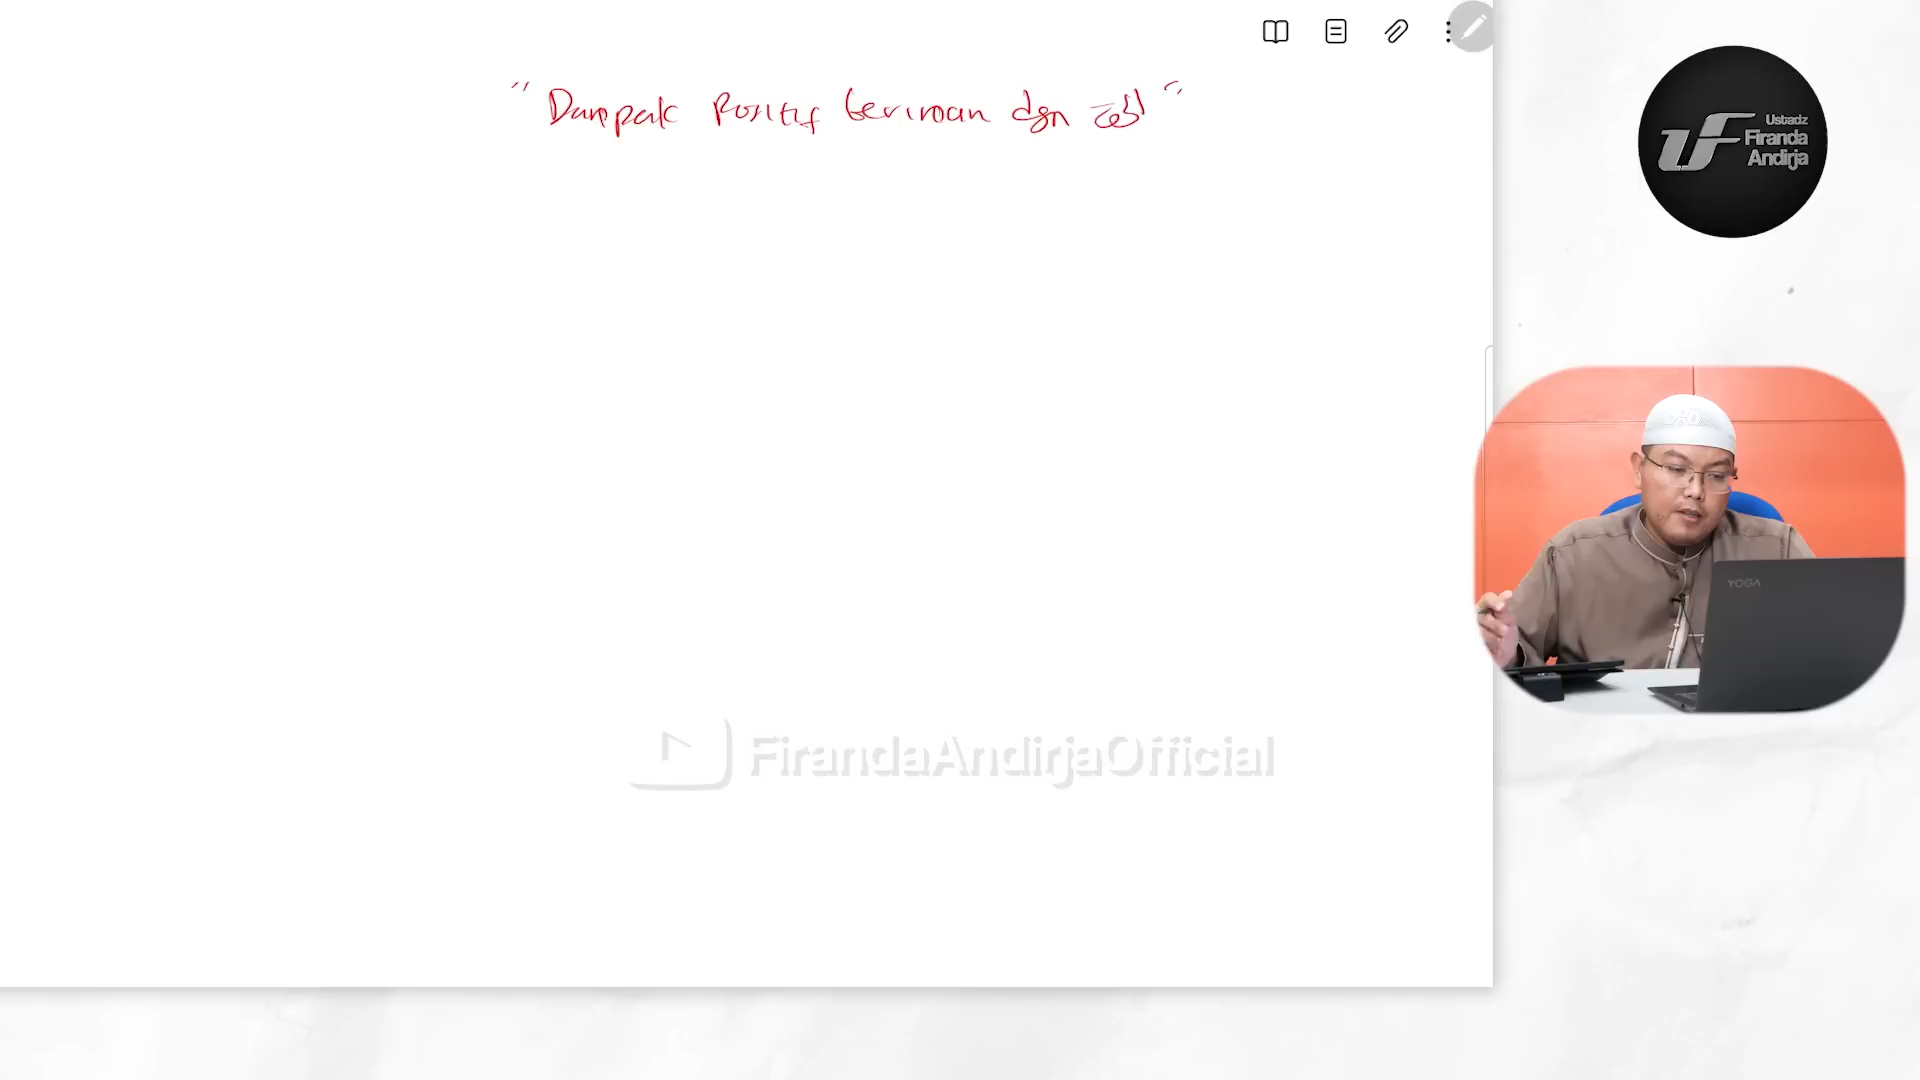 "Dampak Positif beriman dgn"
Ustadz
Firanda
Andirja
YOGA
FirandaAndirjaOfficial